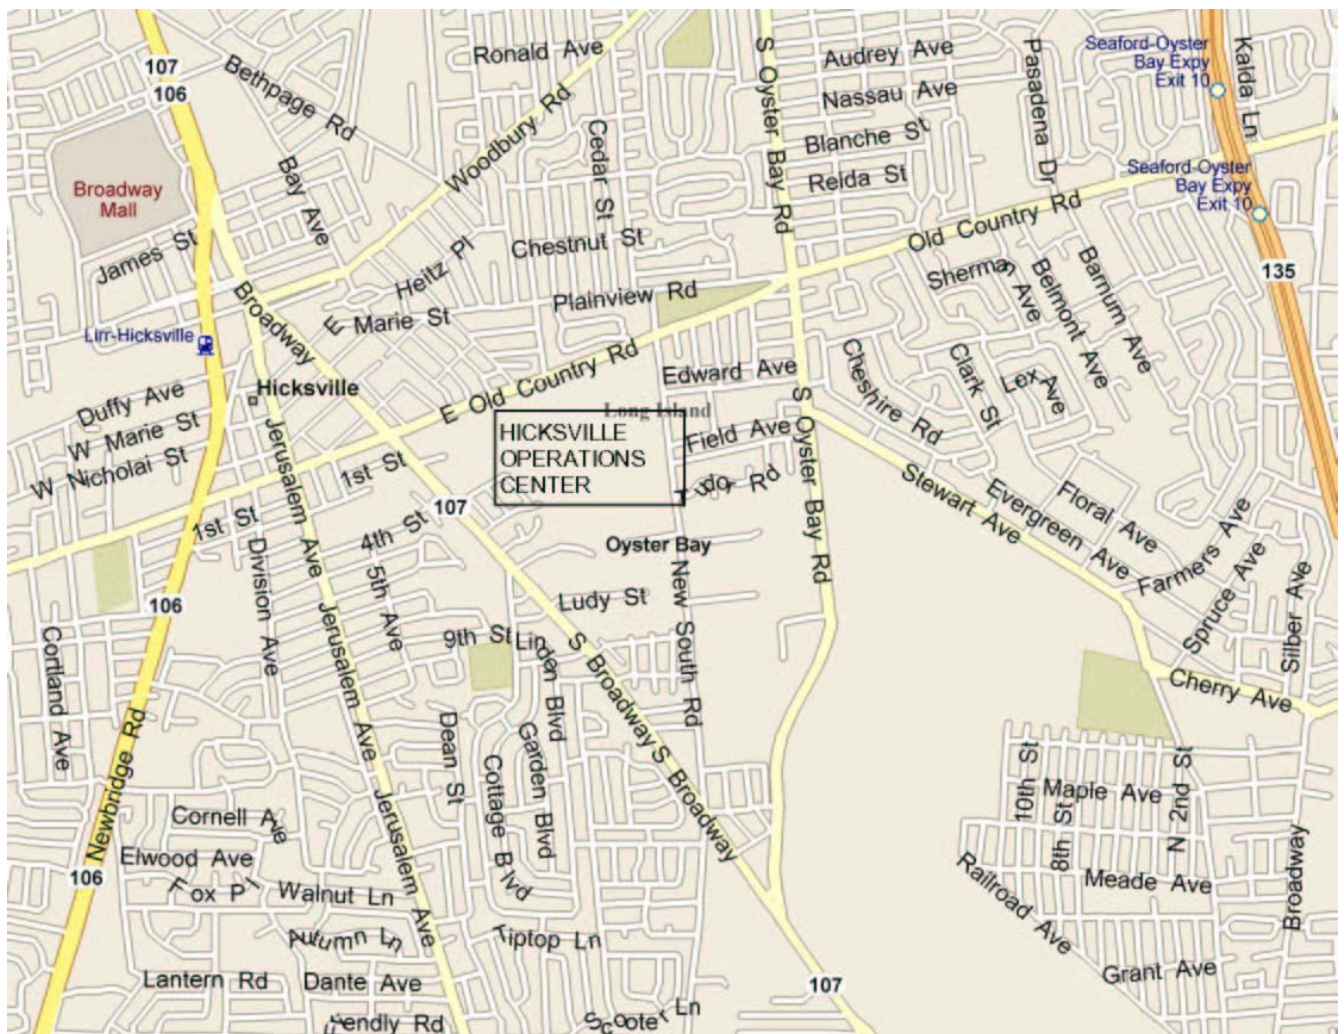 107
106
Bethpage Rd
Ronald Ave
Woodbury Rd
S Oyster Bay Rd
Audrey Ave
Nassau Ave
Blanche St
Relda St
Pasadena Dr
Seaford-Oyster
Bay Expy
Exit 10
Kalda Ln
Seaford-Oyster
Bay Expy
Exit 10
135
Broadway
Mall
Bay Ave
Cedar St
Chestnut St
Heitz Pl
James St
Old Country Rd
Sherman Ave
Belmont Ave
Barnum Ave
Broadway
E Marie St
Plainview Rd
Lirr-Hicksville
Hicksville
E Old Country Rd
Edward Ave
Cheshire Rd
Clark St
Lex Ave
Duffy Ave
W Marie St
W Nicholai St
Long Island
HICKSVILLE
OPERATIONS
CENTER
Field Ave
Tudor Rd
S Oyster Bay Rd
Stewart Ave
Evergreen Ave
Floral Ave
Farmers Ave
Spruce Ave
Silber Ave
1st St
1st St
107
4th St
5th Ave
Jerusalem Ave
Division Ave
Jerusalem Ave
Oyster Bay
Ludy St
New South Rd
106
9th St
Linden Blvd
S Broadway
S Broadway
Cherry Ave
Cortland Ave
Newbridge Rd
Dean St
Cottage Blvd
Garden Blvd
Jerusalem Ave
10th St
Maple Ave
8th St
N 2nd St
Meade Ave
Railroad Ave
Grant Ave
Broadway
Cornell Ave
Elwood Ave
Fox Pl
Walnut Ln
106
Autumn Ln
Tiptop Ln
Lantern Rd
Dante Ave
107
Scooter Ln